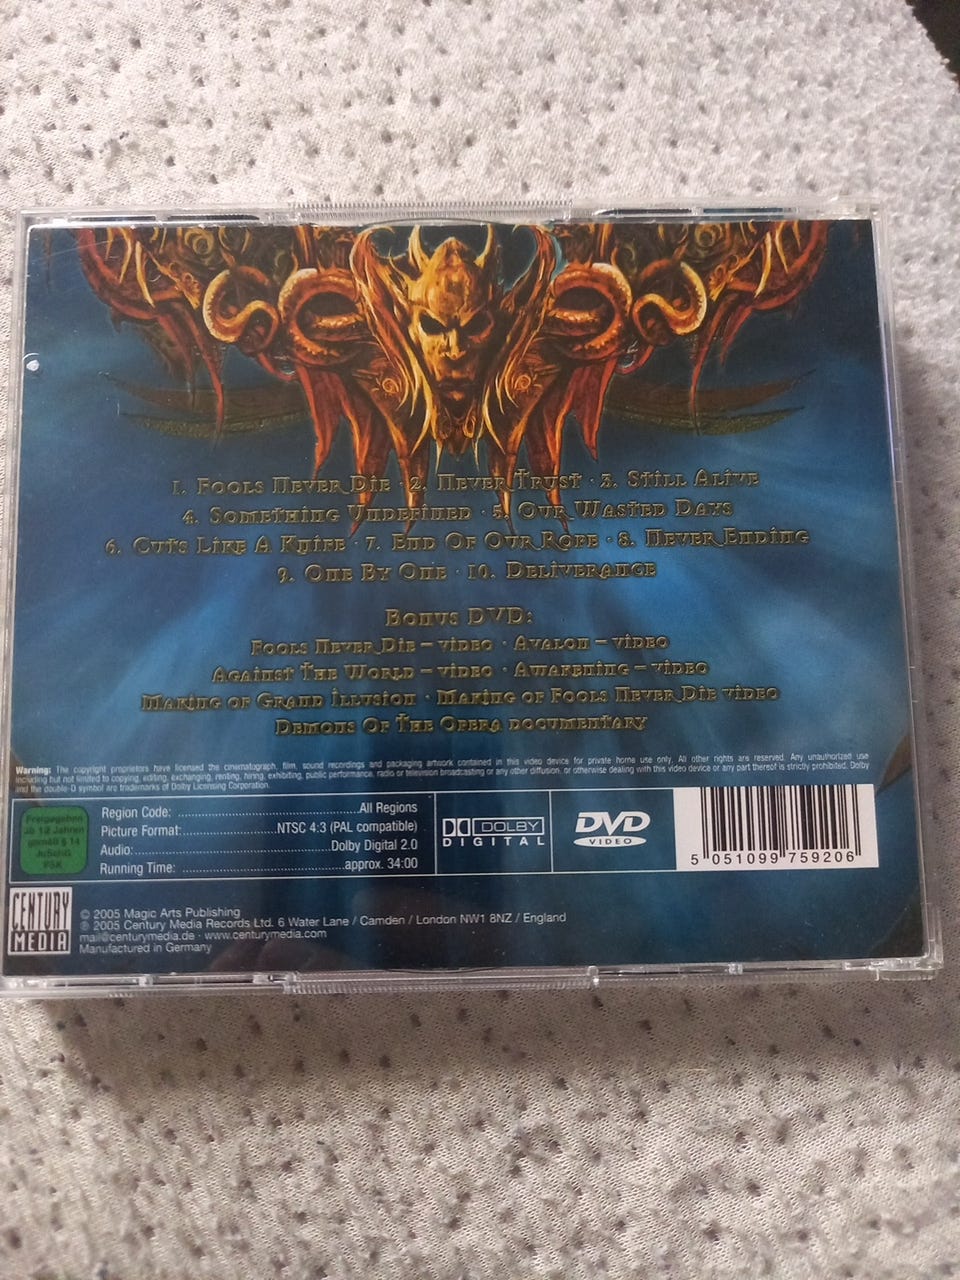 1. Fools Never Die · 2. Never Trust · 3. Still Alive
4. Something Undefined · 5. Our Wasted Days
6. Cuts Like A Knife · 7. End Of Our Rope · 8. Never Ending
9. One By One · 10. Deliverance
Bonus DVD:
Fools Never Die – video · Avalon – video
Against The World – video · Awakening – video
Making of Grand Illusion · Making of Fools Never Die video
Demons Of The Opera documentary
Warning: The copyright proprietors have licensed the cinematograph, film, sound recordings and packaging artwork contained in this video device for private home use only. All other rights are reserved. Any unauthorized use
including but not limited to copying, editing, exchanging, renting, hiring, exhibiting, public performance, radio or television broadcasting or any other diffusion, or otherwise dealing with this video device or any part thereof is strictly prohibited. Dolby
and the double-D symbol are trademarks of Dolby Licensing Corporation.
Freigegeben
ab 12 Jahren
gemäß § 14
JuSchG
FSK
Region Code: All Regions
Picture Format: NTSC 4:3 (PAL compatible)
Audio: Dolby Digital 2.0
Running Time: approx. 34:00
DOLBY
DIGITAL
DVD
VIDEO
5 051099 759206
CENTURY
MEDIA
© 2005 Magic Arts Publishing
℗ 2005 Century Media Records Ltd. 6 Water Lane / Camden / London NW1 8NZ / England
mail@centurymedia.de · www.centurymedia.com
Manufactured in Germany